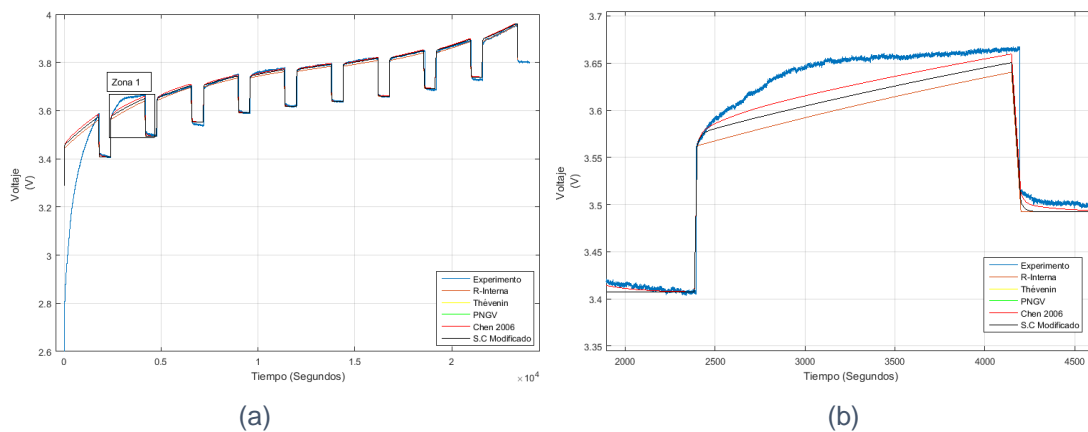 4
3.8
3.6
3.4
3.2
3
2.8
2.6
Voltaje
(V)
Zona 1
Experimento
R-Interna
Thévenin
PNGV
Chen 2006
S.C Modificado
0
0.5
1
1.5
2
× 10⁴
Tiempo (Segundos)
(a)
3.7
3.65
3.6
3.55
3.5
3.45
3.4
3.35
Voltaje
(V)
Experimento
R-Interna
Thévenin
PNGV
Chen 2006
S.C Modificado
2000
2500
3000
3500
4000
4500
Tiempo (Segundos)
(b)